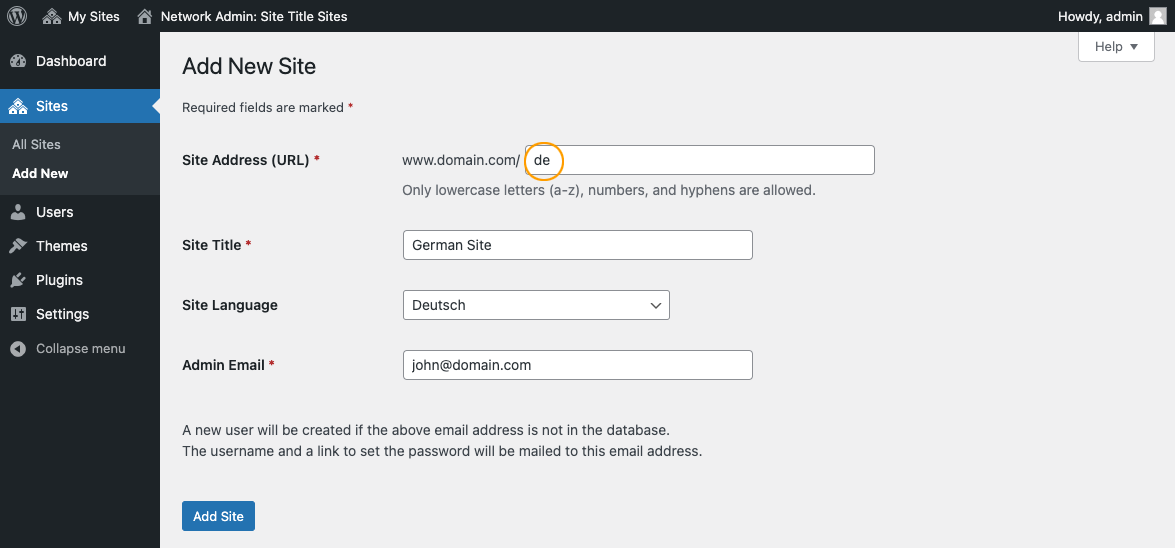 My Sites Network Admin: Site Title Sites Howdy, admin
Help ▼
Dashboard
Sites
All Sites
Add New
Users
Themes
Plugins
Settings
Collapse menu
Add New Site
Required fields are marked *
Site Address (URL) * www.domain.com/ de
Only lowercase letters (a-z), numbers, and hyphens are allowed.
Site Title * German Site
Site Language Deutsch
Admin Email * john@domain.com
A new user will be created if the above email address is not in the database.
The username and a link to set the password will be mailed to this email address.
Add Site